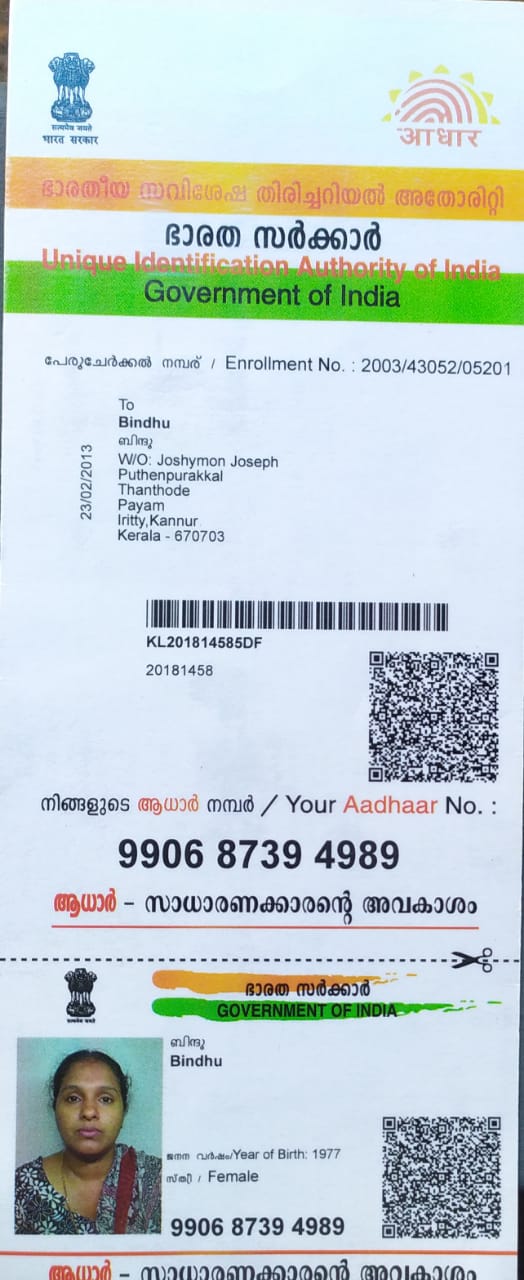 सत्यमेव जयते
भारत सरकार
आधार
ഭാരതീയ സവിശേഷ തിരിച്ചറിയൽ അതോരിറ്റി
ഭാരത സർക്കാർ
Unique Identification Authority of India
Government of India
പേരുചേർക്കൽ നമ്പര് / Enrollment No. : 2003/43052/05201
23/02/2013
To
Bindhu
ബിന്ദു
W/O: Joshymon Joseph
Puthenpurakkal
Thanthode
Payam
Iritty,Kannur
Kerala - 670703
KL201814585DF
20181458
നിങ്ങളുടെ ആധാർ നമ്പർ / Your Aadhaar No. :
9906 8739 4989
ആധാർ – സാധാരണക്കാരന്റെ അവകാശം
ഭാരത സർക്കാർ
GOVERNMENT OF INDIA
ബിന്ദു
Bindhu
ജനന വർഷം/Year of Birth: 1977
സ്ത്രീ / Female
9906 8739 4989
ആധാർ – സാധാരണക്കാരന്റെ അവകാശം